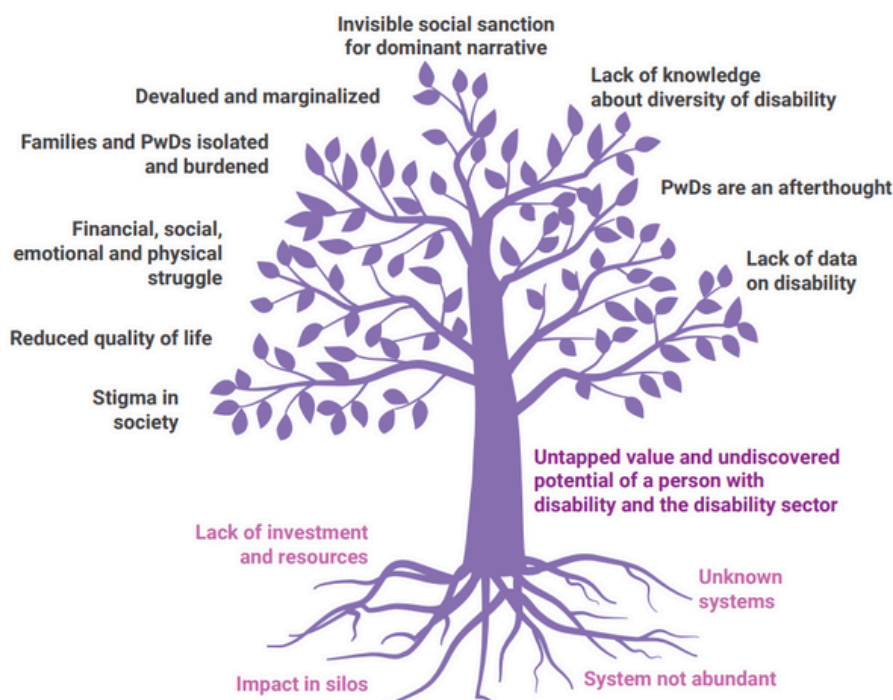 Invisible social sanction
for dominant narrative
Devalued and marginalized
Lack of knowledge
about diversity of disability
Families and PwDs isolated
and burdened
PwDs are an afterthought
Financial, social,
emotional and physical
struggle
Lack of data
on disability
Reduced quality of life
Stigma in
society
Untapped value and undiscovered
potential of a person with
disability and the disability sector
Lack of investment
and resources
Unknown
systems
Impact in silos
System not abundant